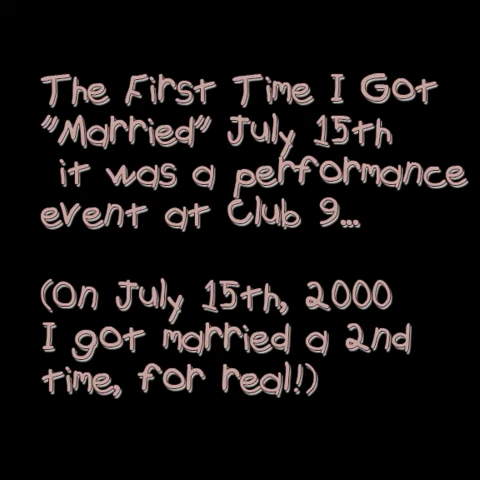 The First Time I Got
"Married" July 15th
it was a performance
event at Club 9...
(On July 15th, 2000
I got married a 2nd
time, for real!)